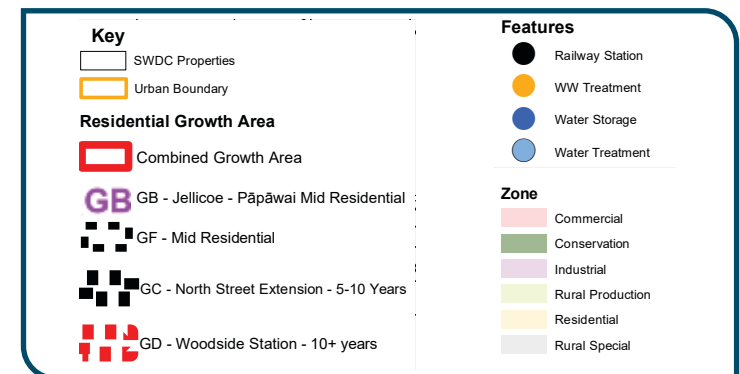 Key
SWDC Properties
Urban Boundary
Residential Growth Area
Combined Growth Area
GB GB - Jellicoe - Pāpāwai Mid Residential
GF - Mid Residential
GC - North Street Extension - 5-10 Years
GD - Woodside Station - 10+ years
Features
Railway Station
WW Treatment
Water Storage
Water Treatment
Zone
Commercial
Conservation
Industrial
Rural Production
Residential
Rural Special